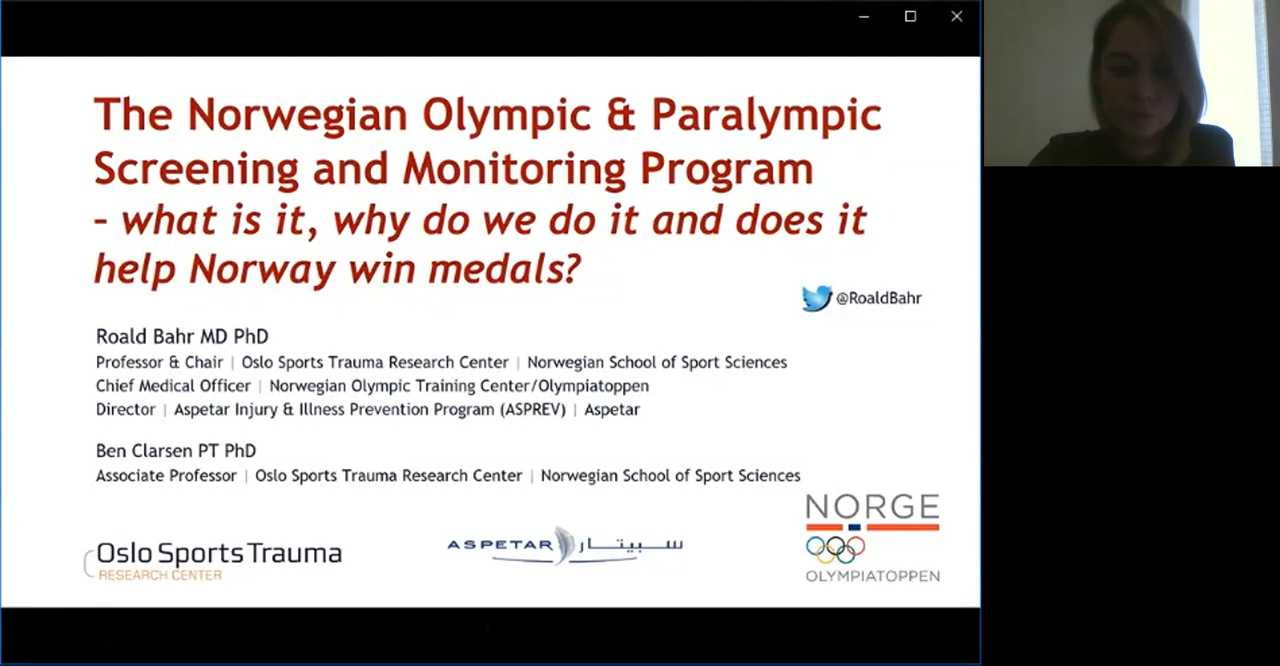 The Norwegian Olympic & Paralympic
Screening and Monitoring Program
– what is it, why do we do it and does it
help Norway win medals?
@RoaldBahr
Roald Bahr MD PhD
Professor & Chair | Oslo Sports Trauma Research Center | Norwegian School of Sport Sciences
Chief Medical Officer | Norwegian Olympic Training Center/Olympiatoppen
Director | Aspetar Injury & Illness Prevention Program (ASPREV) | Aspetar
Ben Clarsen PT PhD
Associate Professor | Oslo Sports Trauma Research Center | Norwegian School of Sport Sciences
Oslo Sports Trauma
RESEARCH CENTER
ASPETAR سبيتار
NORGE
OLYMPIATOPPEN